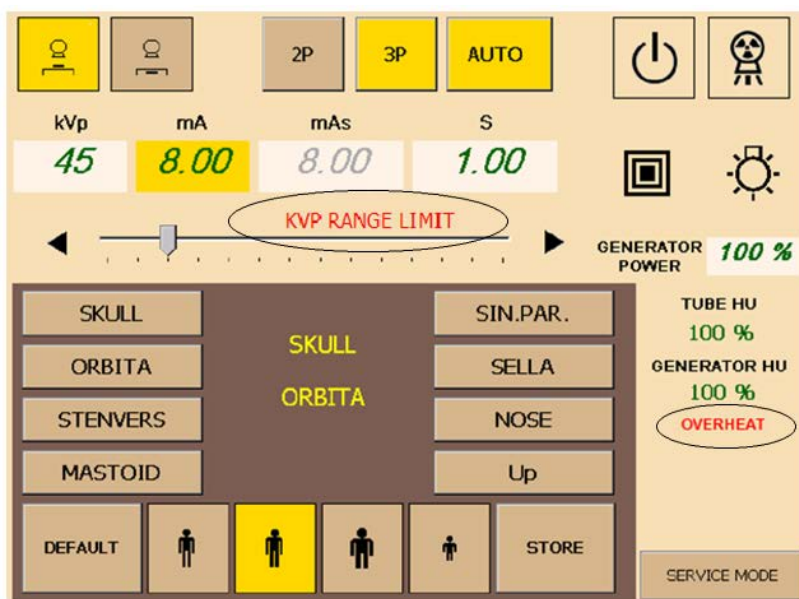 2P 3P AUTO
kVp mA mAs S
45 8.00 8.00 1.00
KVP RANGE LIMIT
GENERATOR POWER 100 %
TUBE HU
100 %
GENERATOR HU
100 %
OVERHEAT
SKULL
ORBITA
STENVERS
MASTOID
SKULL
ORBITA
SIN.PAR.
SELLA
NOSE
Up
DEFAULT
STORE
SERVICE MODE